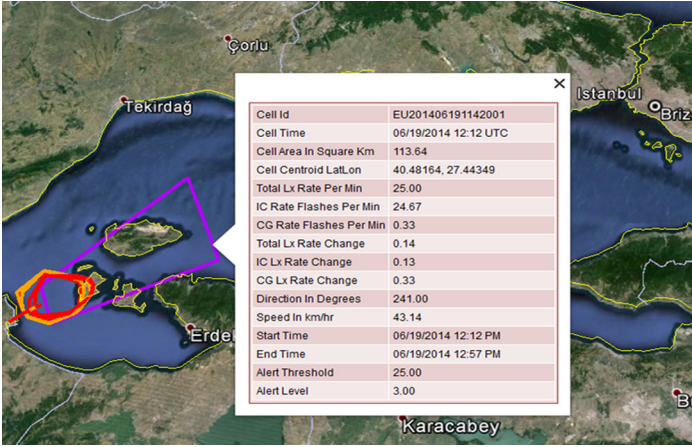 Çorlu
Tekirdağ
Istanbul
Briz
Erdek
Cell Id EU201406191142001
Cell Time 06/19/2014 12:12 UTC
Cell Area In Square Km 113.64
Cell Centroid LatLon 40.48164, 27.44349
Total Lx Rate Per Min 25.00
IC Rate Flashes Per Min 24.67
CG Rate Flashes Per Min 0.33
Total Lx Rate Change 0.14
IC Lx Rate Change 0.13
CG Lx Rate Change 0.33
Direction In Degrees 241.00
Speed In km/hr 43.14
Start Time 06/19/2014 12:12 PM
End Time 06/19/2014 12:57 PM
Alert Threshold 25.00
Alert Level 3.00
Karacabey
B